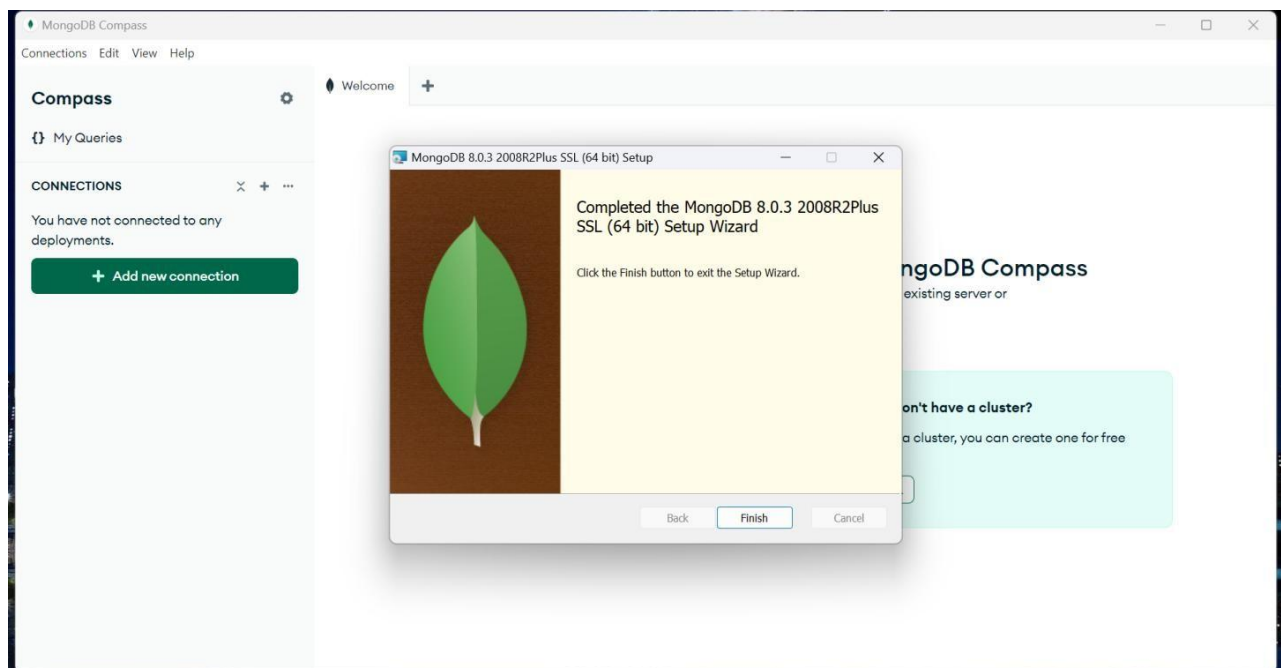 MongoDB Compass
Connections Edit View Help
Compass
{} My Queries
CONNECTIONS
You have not connected to any
deployments.
+ Add new connection
Welcome +
MongoDB 8.0.3 2008R2Plus SSL (64 bit) Setup
Completed the MongoDB 8.0.3 2008R2Plus
SSL (64 bit) Setup Wizard
Click the Finish button to exit the Setup Wizard.
Back Finish Cancel
ngoDB Compass
existing server or
on't have a cluster?
a cluster, you can create one for free